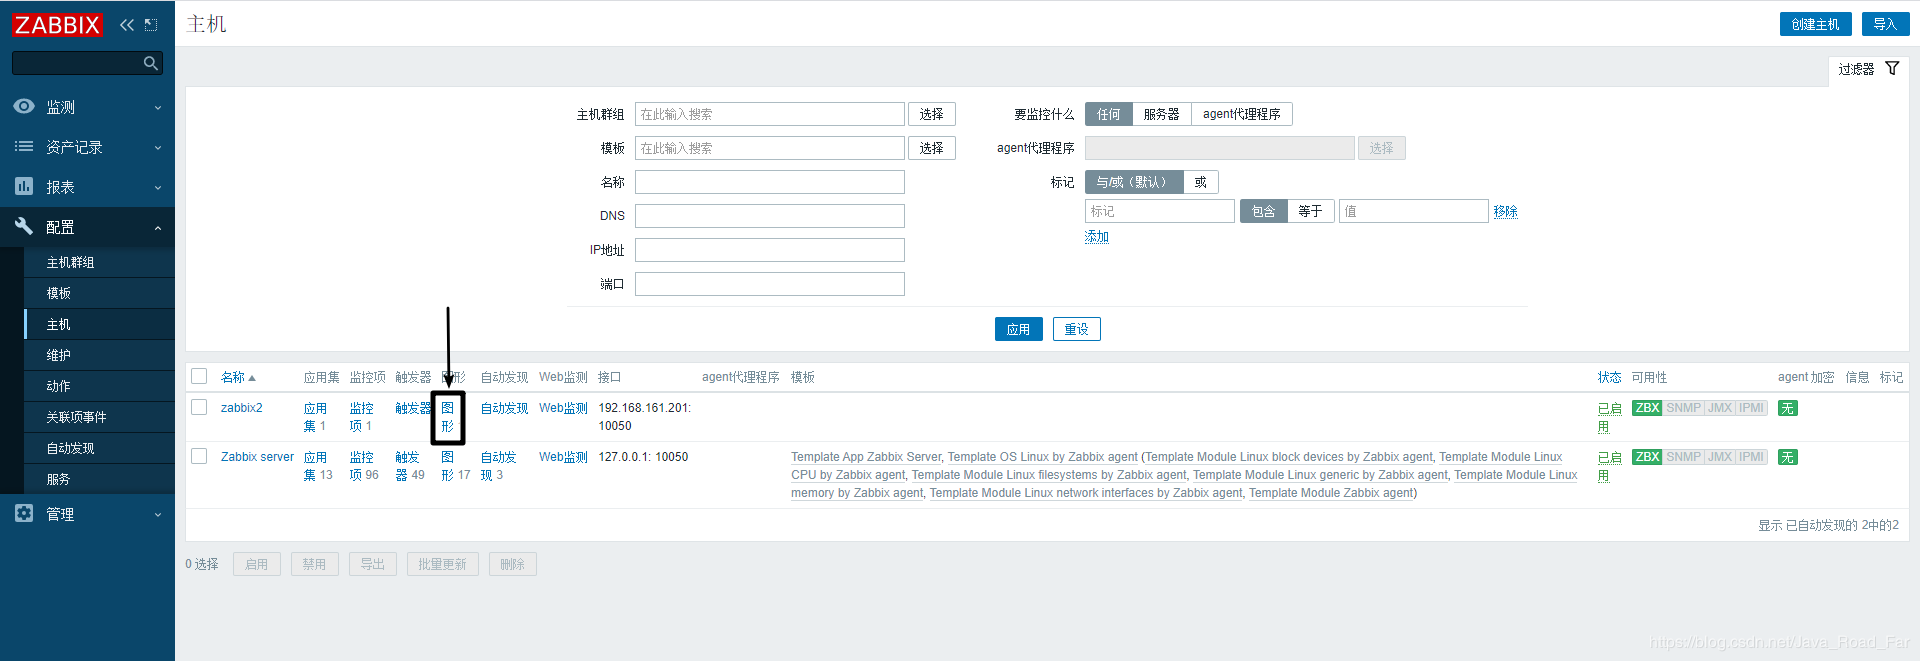 ZABBIX
监测
资产记录
报表
配置
主机群组
模板
主机
维护
动作
关联项事件
自动发现
服务
管理
主机
创建主机 导入
过滤器
主机群组 在此输入搜索 选择 要监控什么 任何 服务器 agent代理程序
模板 在此输入搜索 选择 agent代理程序 选择
名称 标记 与/或（默认） 或
标记 包含 等于 值 移除
DNS
添加
IP地址
端口
应用 重设
名称 应用集 监控项 触发器 图形 自动发现 Web监测 接口 agent代理程序 模板 状态 可用性 agent 加密 信息 标记
zabbix2 应用 监控 触发器 图 自动发现 Web监测 192.168.161.201: 已启 ZBX SNMP JMX IPMI 无
集 1 项 1 形 10050 用
Zabbix server 应用 监控 触发 图 自动发 Web监测 127.0.0.1: 10050 Template App Zabbix Server, Template OS Linux by Zabbix agent (Template Module Linux block devices by Zabbix agent, Template Module Linux 已启 ZBX SNMP JMX IPMI 无
集 13 项 96 器 49 形 17 现 3 CPU by Zabbix agent, Template Module Linux filesystems by Zabbix agent, Template Module Linux generic by Zabbix agent, Template Module Linux 用
memory by Zabbix agent, Template Module Linux network interfaces by Zabbix agent, Template Module Zabbix agent)
显示 已自动发现的 2中的2
0 选择 启用 禁用 导出 批量更新 删除
https://blog.csdn.net/Java_Road_Far